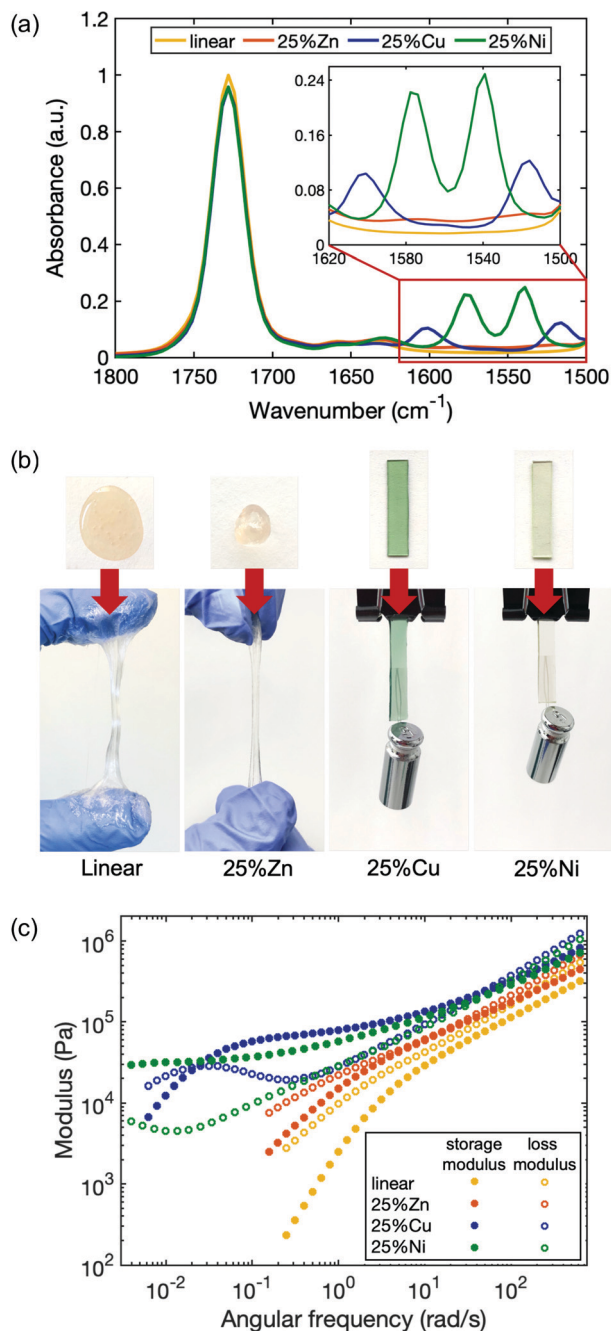 (a)
linear 25%Zn 25%Cu 25%Ni
1.2
1
0.8
0.6
0.4
0.2
0
Absorbance (a.u.)
0.24
0.16
0.08
0
1620 1580 1540 1500
1800 1750 1700 1650 1600 1550 1500
Wavenumber (cm⁻¹)
(b)
Linear 25%Zn 25%Cu 25%Ni
(c)
10⁶
10⁵
10⁴
10³
10²
Modulus (Pa)
storage modulus loss modulus
linear
25%Zn
25%Cu
25%Ni
10⁻² 10⁻¹ 10⁰ 10¹ 10²
Angular frequency (rad/s)